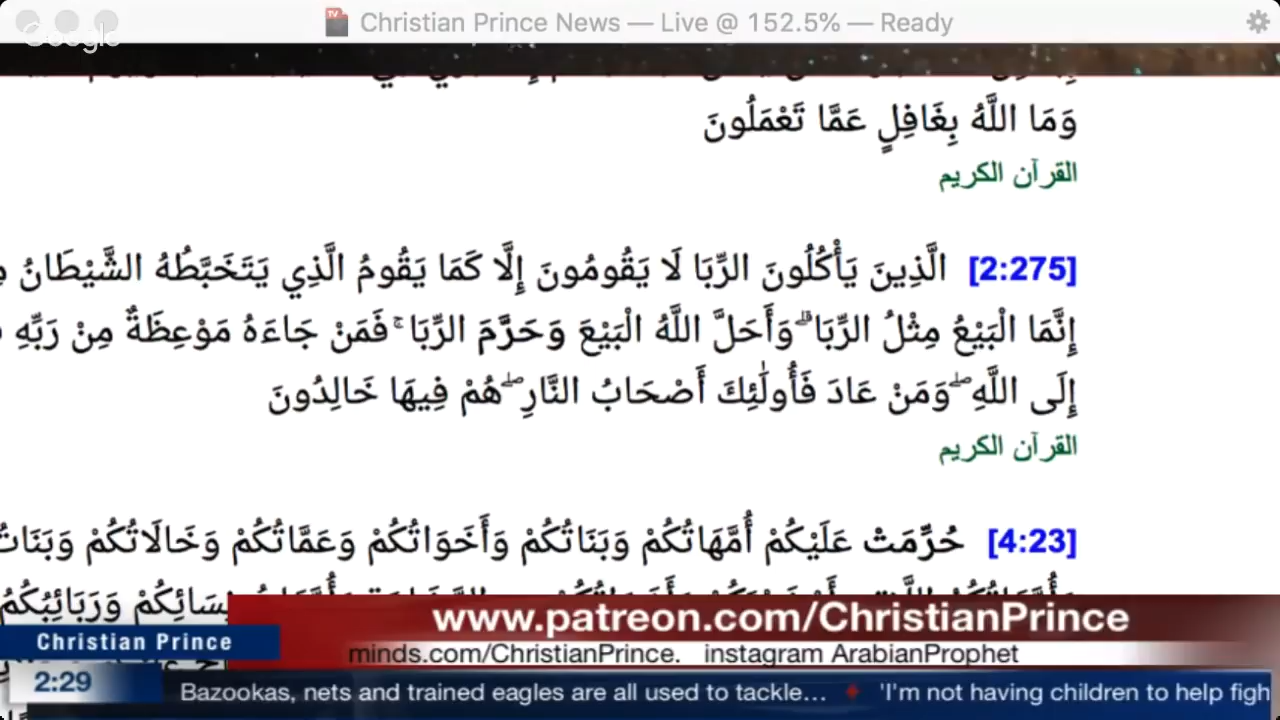 Christian Prince News — Live @ 152.5% — Ready
Google
وَمَا اللَّهُ بِغَافِلٍ عَمَّا تَعْمَلُونَ
القرآن الكريم
[2:275] الَّذِينَ يَأْكُلُونَ الرِّبَا لَا يَقُومُونَ إِلَّا كَمَا يَقُومُ الَّذِي يَتَخَبَّطُهُ الشَّيْطَانُ
إِنَّمَا الْبَيْعُ مِثْلُ الرِّبَا ۗ وَأَحَلَّ اللَّهُ الْبَيْعَ وَحَرَّمَ الرِّبَا ۚ فَمَنْ جَاءَهُ مَوْعِظَةٌ مِنْ رَبِّهِ
إِلَى اللَّهِ ۖ وَمَنْ عَادَ فَأُولَٰئِكَ أَصْحَابُ النَّارِ ۖ هُمْ فِيهَا خَالِدُونَ
القرآن الكريم
[4:23] حُرِّمَتْ عَلَيْكُمْ أُمَّهَاتُكُمْ وَبَنَاتُكُمْ وَأَخَوَاتُكُمْ وَعَمَّاتُكُمْ وَخَالَاتُكُمْ وَبَنَاتُ
وَرَبَائِبُكُمُ
www.patreon.com/ChristianPrince
Christian Prince
minds.com/ChristianPrince. instagram ArabianProphet
2:29
Bazookas, nets and trained eagles are all used to tackle... 'I'm not having children to help figh